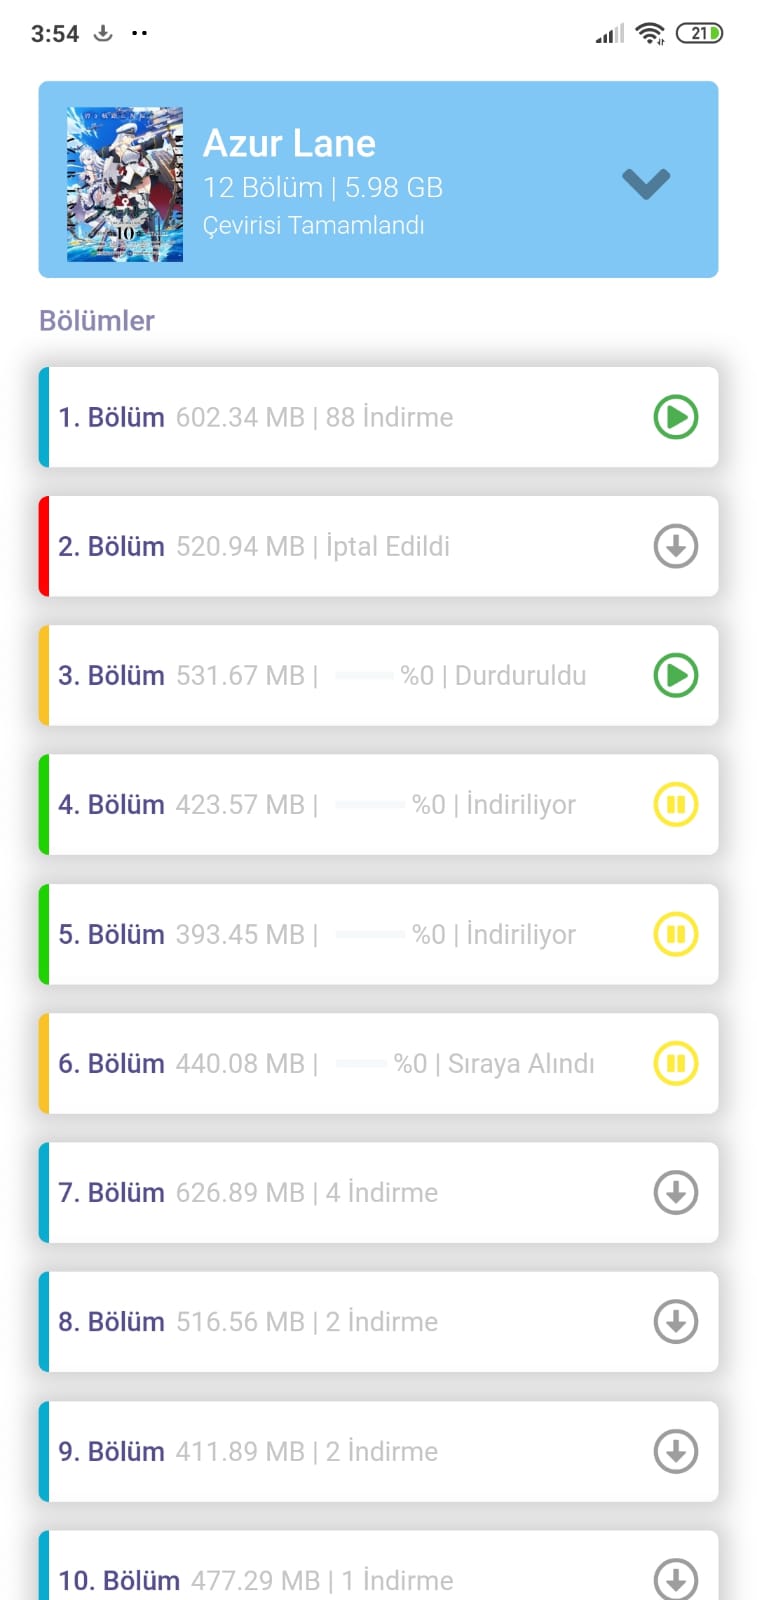 3:54
21
Azur Lane
12 Bölüm | 5.98 GB
Çevirisi Tamamlandı
Bölümler
1. Bölüm 602.34 MB | 88 İndirme
2. Bölüm 520.94 MB | İptal Edildi
3. Bölüm 531.67 MB | %0 | Durduruldu
4. Bölüm 423.57 MB | %0 | İndiriliyor
5. Bölüm 393.45 MB | %0 | İndiriliyor
6. Bölüm 440.08 MB | %0 | Sıraya Alındı
7. Bölüm 626.89 MB | 4 İndirme
8. Bölüm 516.56 MB | 2 İndirme
9. Bölüm 411.89 MB | 2 İndirme
10. Bölüm 477.29 MB | 1 İndirme